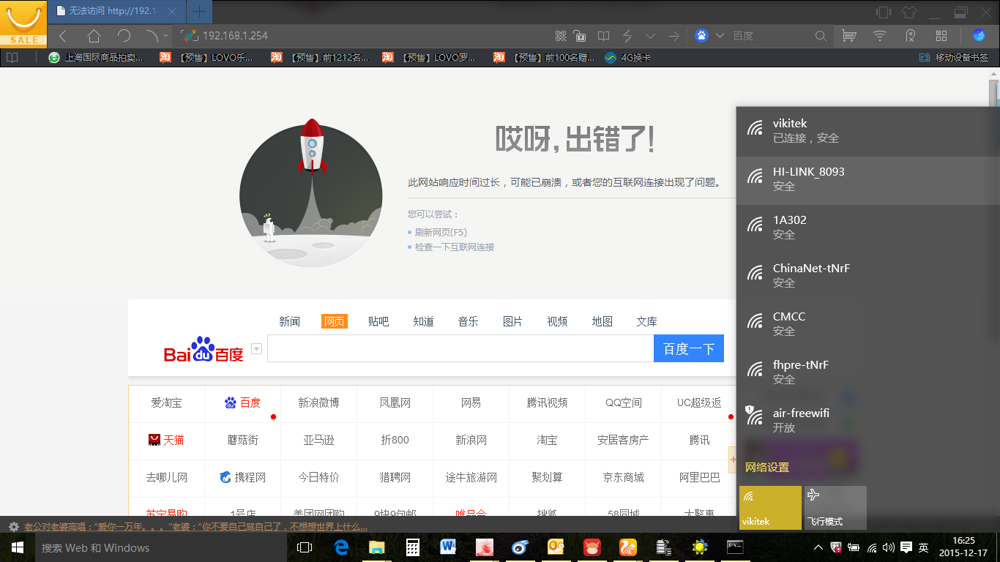 SALE
无法访问 http://192.1
192.168.1.254
百度
上海国际商品拍卖...
淘 【预售】LOVO乐...
淘 【预售】前1212名...
淘 【预售】LOVO罗...
淘 【预售】前100名赠...
4G换卡
移动设备书签
哎呀,出错了!
此网站响应时间过长，可能已崩溃，或者您的互联网连接出现了问题。
您可以尝试：
刷新网页(F5)
检查一下互联网连接
新闻 网页 贴吧 知道 音乐 图片 视频 地图 文库
Bai du 百度
百度一下
爱淘宝 百度 新浪微博 凤凰网 网易 腾讯视频 QQ空间 UC超级返
天猫 蘑菇街 亚马逊 折800 新浪网 淘宝 安居客房产 腾讯
去哪儿网 携程网 今日特价 猎聘网 途牛旅游网 聚划算 京东商城 阿里巴巴
苏宁易购 1号店 美团网团购 9块9包邮 唯品会 搜狐 58同城 大聚惠
老公对老婆高唱：“爱你一万年。。。”老婆：“你不要自己骂自己了，不想想世界上什么...
vikitek
已连接，安全
HI-LINK_8093
安全
1A302
安全
ChinaNet-tNrF
安全
CMCC
安全
fhpre-tNrF
安全
air-freewifi
开放
网络设置
vikitek
飞行模式
搜索 Web 和 Windows
英
16:25
2015-12-17